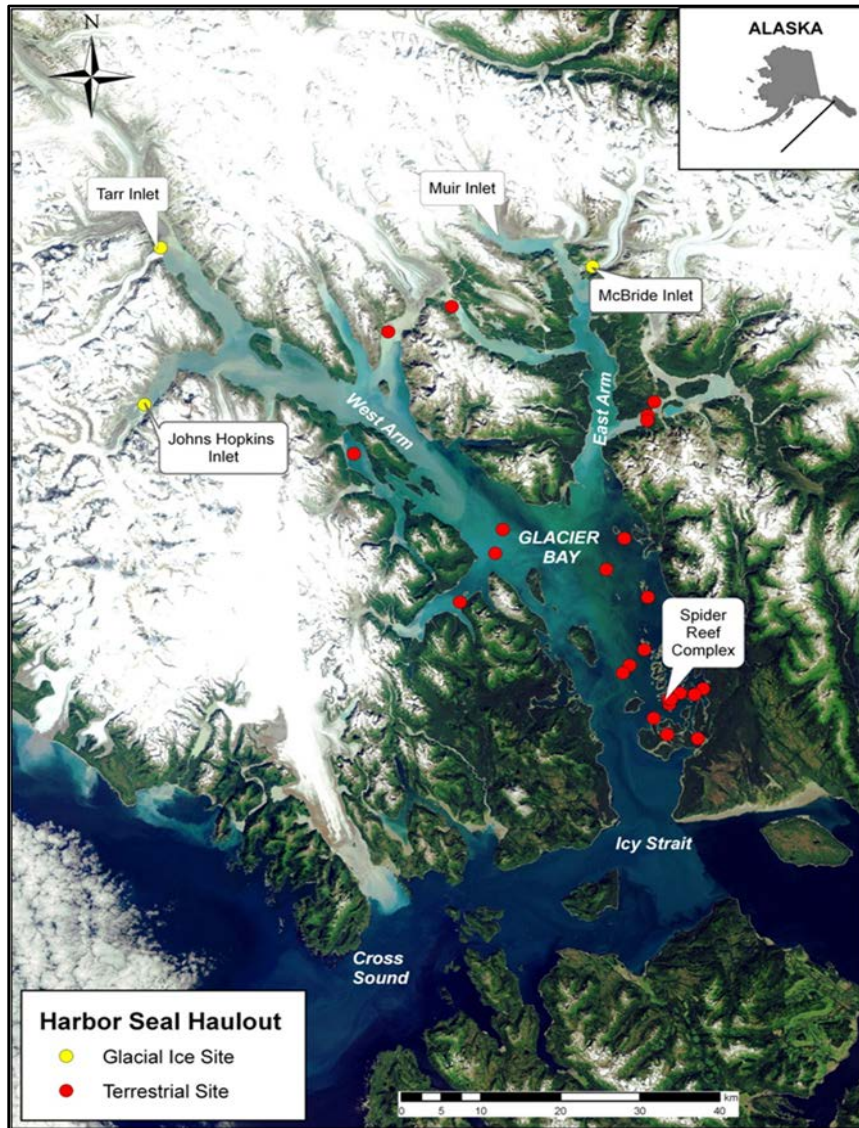 ALASKA
N
Tarr Inlet
Muir Inlet
McBride Inlet
West Arm
East Arm
Johns Hopkins
Inlet
GLACIER
BAY
Spider
Reef
Complex
Icy Strait
Cross
Sound
Harbor Seal Haulout
Glacial Ice Site
Terrestrial Site
km
0 5 10 20 30 40